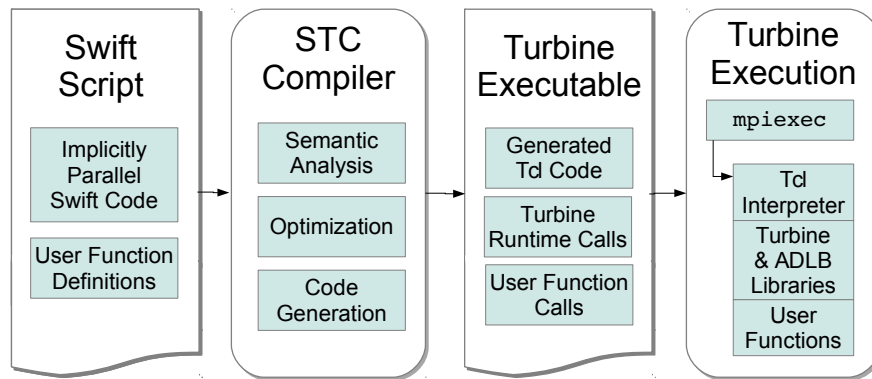 Swift
Script
Implicitly
Parallel
Swift Code
User Function
Definitions
STC
Compiler
Semantic
Analysis
Optimization
Code
Generation
Turbine
Executable
Generated
Tcl Code
Turbine
Runtime Calls
User Function
Calls
Turbine
Execution
mpiexec
Tcl
Interpreter
Turbine
& ADLB
Libraries
User
Functions